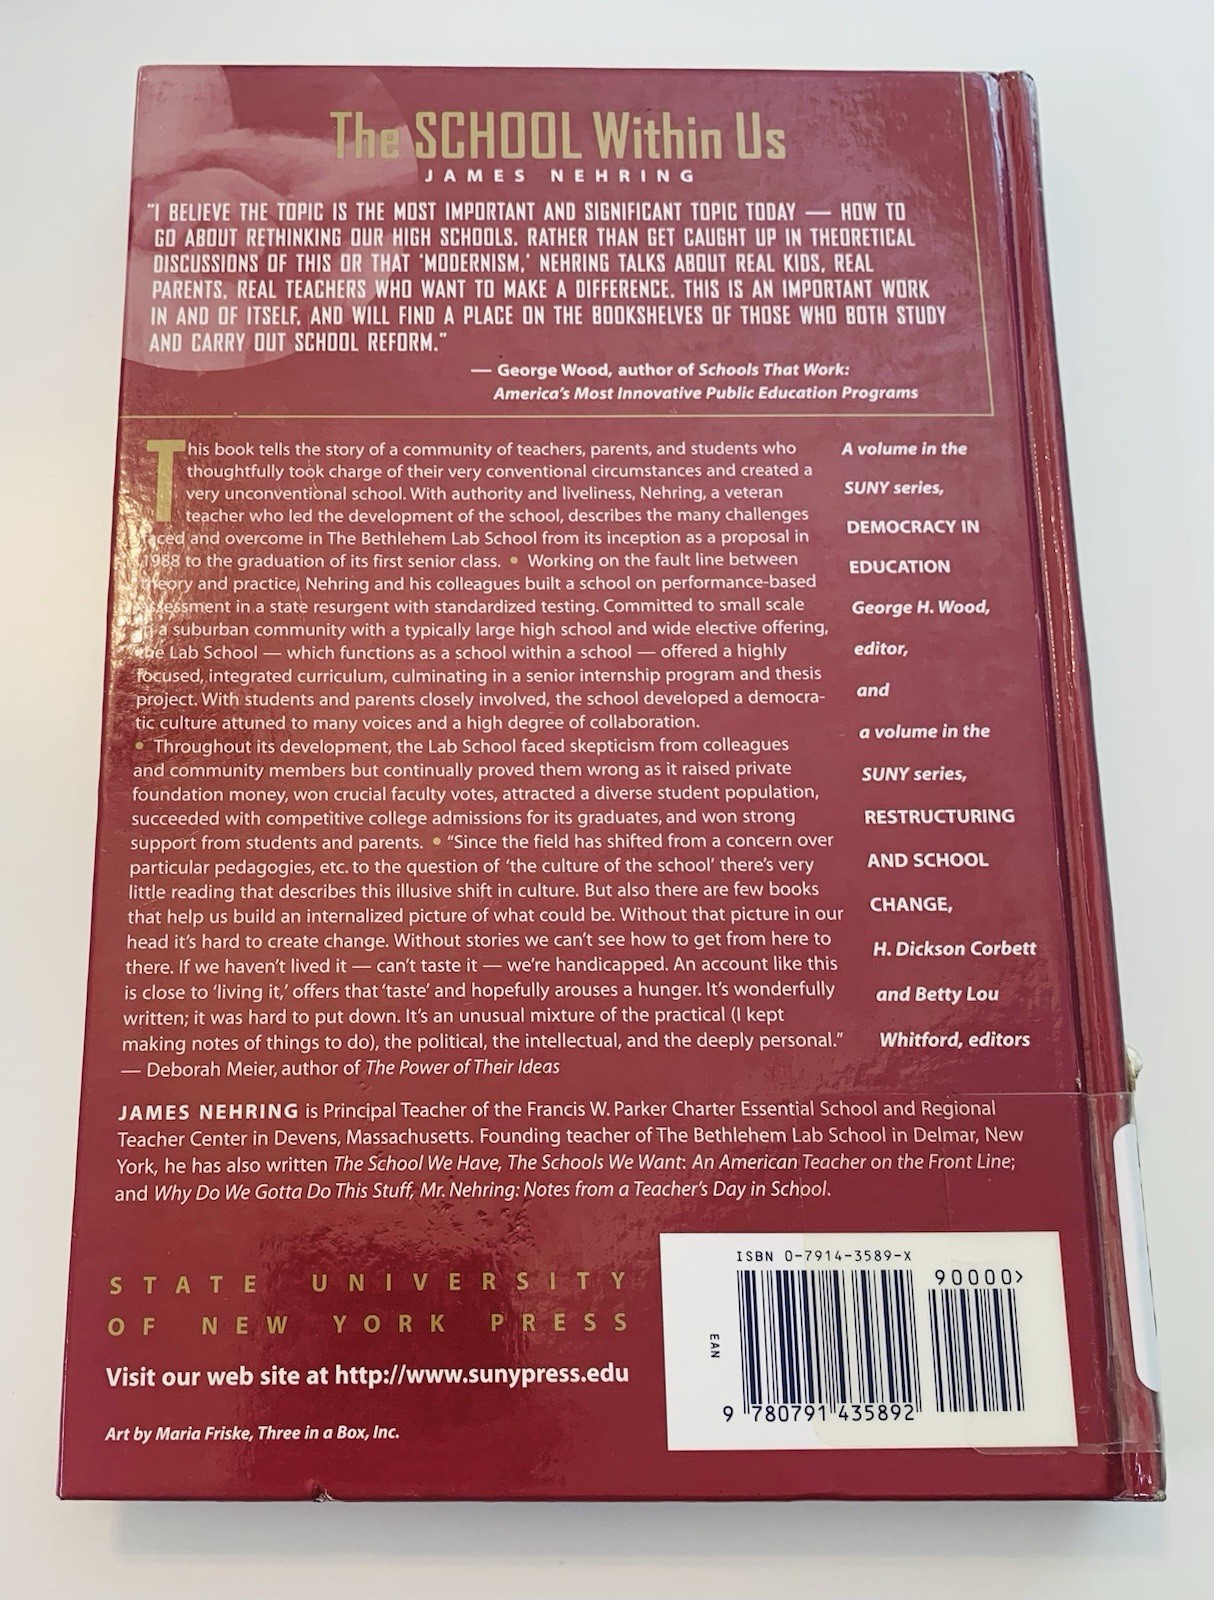 The SCHOOL Within Us
JAMES NEHRING
"I BELIEVE THE TOPIC IS THE MOST IMPORTANT AND SIGNIFICANT TOPIC TODAY — HOW TO
GO ABOUT RETHINKING OUR HIGH SCHOOLS. RATHER THAN GET CAUGHT UP IN THEORETICAL
DISCUSSIONS OF THIS OR THAT 'MODERNISM,' NEHRING TALKS ABOUT REAL KIDS, REAL
PARENTS, REAL TEACHERS WHO WANT TO MAKE A DIFFERENCE. THIS IS AN IMPORTANT WORK
IN AND OF ITSELF, AND WILL FIND A PLACE ON THE BOOKSHELVES OF THOSE WHO BOTH STUDY
AND CARRY OUT SCHOOL REFORM."
— George Wood, author of Schools That Work:
America's Most Innovative Public Education Programs
This book tells the story of a community of teachers, parents, and students who
thoughtfully took charge of their very conventional circumstances and created a
very unconventional school. With authority and liveliness, Nehring, a veteran
teacher who led the development of the school, describes the many challenges
faced and overcome in The Bethlehem Lab School from its inception as a proposal in
1988 to the graduation of its first senior class. • Working on the fault line between
theory and practice, Nehring and his colleagues built a school on performance-based
assessment in a state resurgent with standardized testing. Committed to small scale
in a suburban community with a typically large high school and wide elective offering,
the Lab School — which functions as a school within a school — offered a highly
focused, integrated curriculum, culminating in a senior internship program and thesis
project. With students and parents closely involved, the school developed a democra-
tic culture attuned to many voices and a high degree of collaboration.
• Throughout its development, the Lab School faced skepticism from colleagues
and community members but continually proved them wrong as it raised private
foundation money, won crucial faculty votes, attracted a diverse student population,
succeeded with competitive college admissions for its graduates, and won strong
support from students and parents. • "Since the field has shifted from a concern over
particular pedagogies, etc. to the question of 'the culture of the school' there's very
little reading that describes this illusive shift in culture. But also there are few books
that help us build an internalized picture of what could be. Without that picture in our
head it's hard to create change. Without stories we can't see how to get from here to
there. If we haven't lived it — can't taste it — we're handicapped. An account like this
is close to 'living it,' offers that 'taste' and hopefully arouses a hunger. It's wonderfully
written; it was hard to put down. It's an unusual mixture of the practical (I kept
making notes of things to do), the political, the intellectual, and the deeply personal."
— Deborah Meier, author of The Power of Their Ideas
A volume in the
SUNY series,
DEMOCRACY IN
EDUCATION
George H. Wood,
editor,
and
a volume in the
SUNY series,
RESTRUCTURING
AND SCHOOL
CHANGE,
H. Dickson Corbett
and Betty Lou
Whitford, editors
JAMES NEHRING is Principal Teacher of the Francis W. Parker Charter Essential School and Regional
Teacher Center in Devens, Massachusetts. Founding teacher of The Bethlehem Lab School in Delmar, New
York, he has also written The School We Have, The Schools We Want: An American Teacher on the Front Line;
and Why Do We Gotta Do This Stuff, Mr. Nehring: Notes from a Teacher's Day in School.
STATE UNIVERSITY
OF NEW YORK PRESS
Visit our web site at http://www.sunypress.edu
Art by Maria Friske, Three in a Box, Inc.
ISBN 0-7914-3589-X
90000>
EAN
9 780791 435892